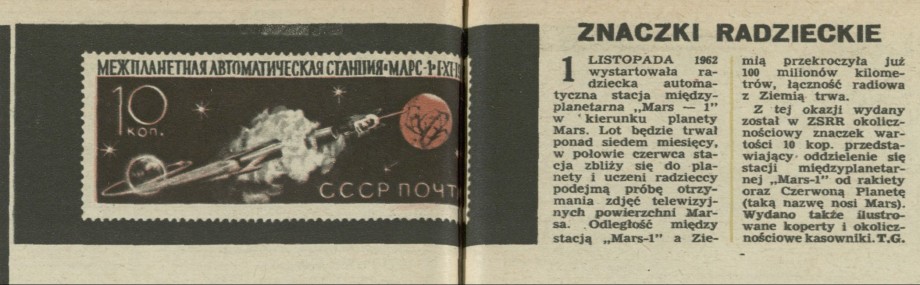 МЕЖПЛАНЕТНАЯ АВТОМАТИЧЕСКАЯ СТАНЦИЯ•МАРС-1•1-XI-
10
КОП.
СССР ПОЧТ
ZNACZKI RADZIECKIE
1 LISTOPADA 1962
wystartowała ra-
dziecka automa-
tyczna stacja między-
planetarna „Mars — 1"
w kierunku planety
Mars. Lot będzie trwał
ponad siedem miesięcy,
w połowie czerwca sta-
cja zbliży się do pla-
nety i uczeni radzieccy
podejmą próbę otrzy-
mania zdjęć telewizyj-
nych powierzchni Mar-
sa. Odległość między
stacją „Mars-1" a Zie-
mią przekroczyła już
100 milionów kilome-
trów, łączność radiowa
z Ziemią trwa.
Z tej okazji wydany
został w ZSRR okolicz-
nościowy znaczek war-
tości 10 kop. przedsta-
wiający oddzielenie się
stacji międzyplanetar-
nej „Mars-1" od rakiety
oraz Czerwoną Planetę
(taką nazwę nosi Mars).
Wydano także ilustro-
wane koperty i okolicz-
nościowe kasowniki. T.G.